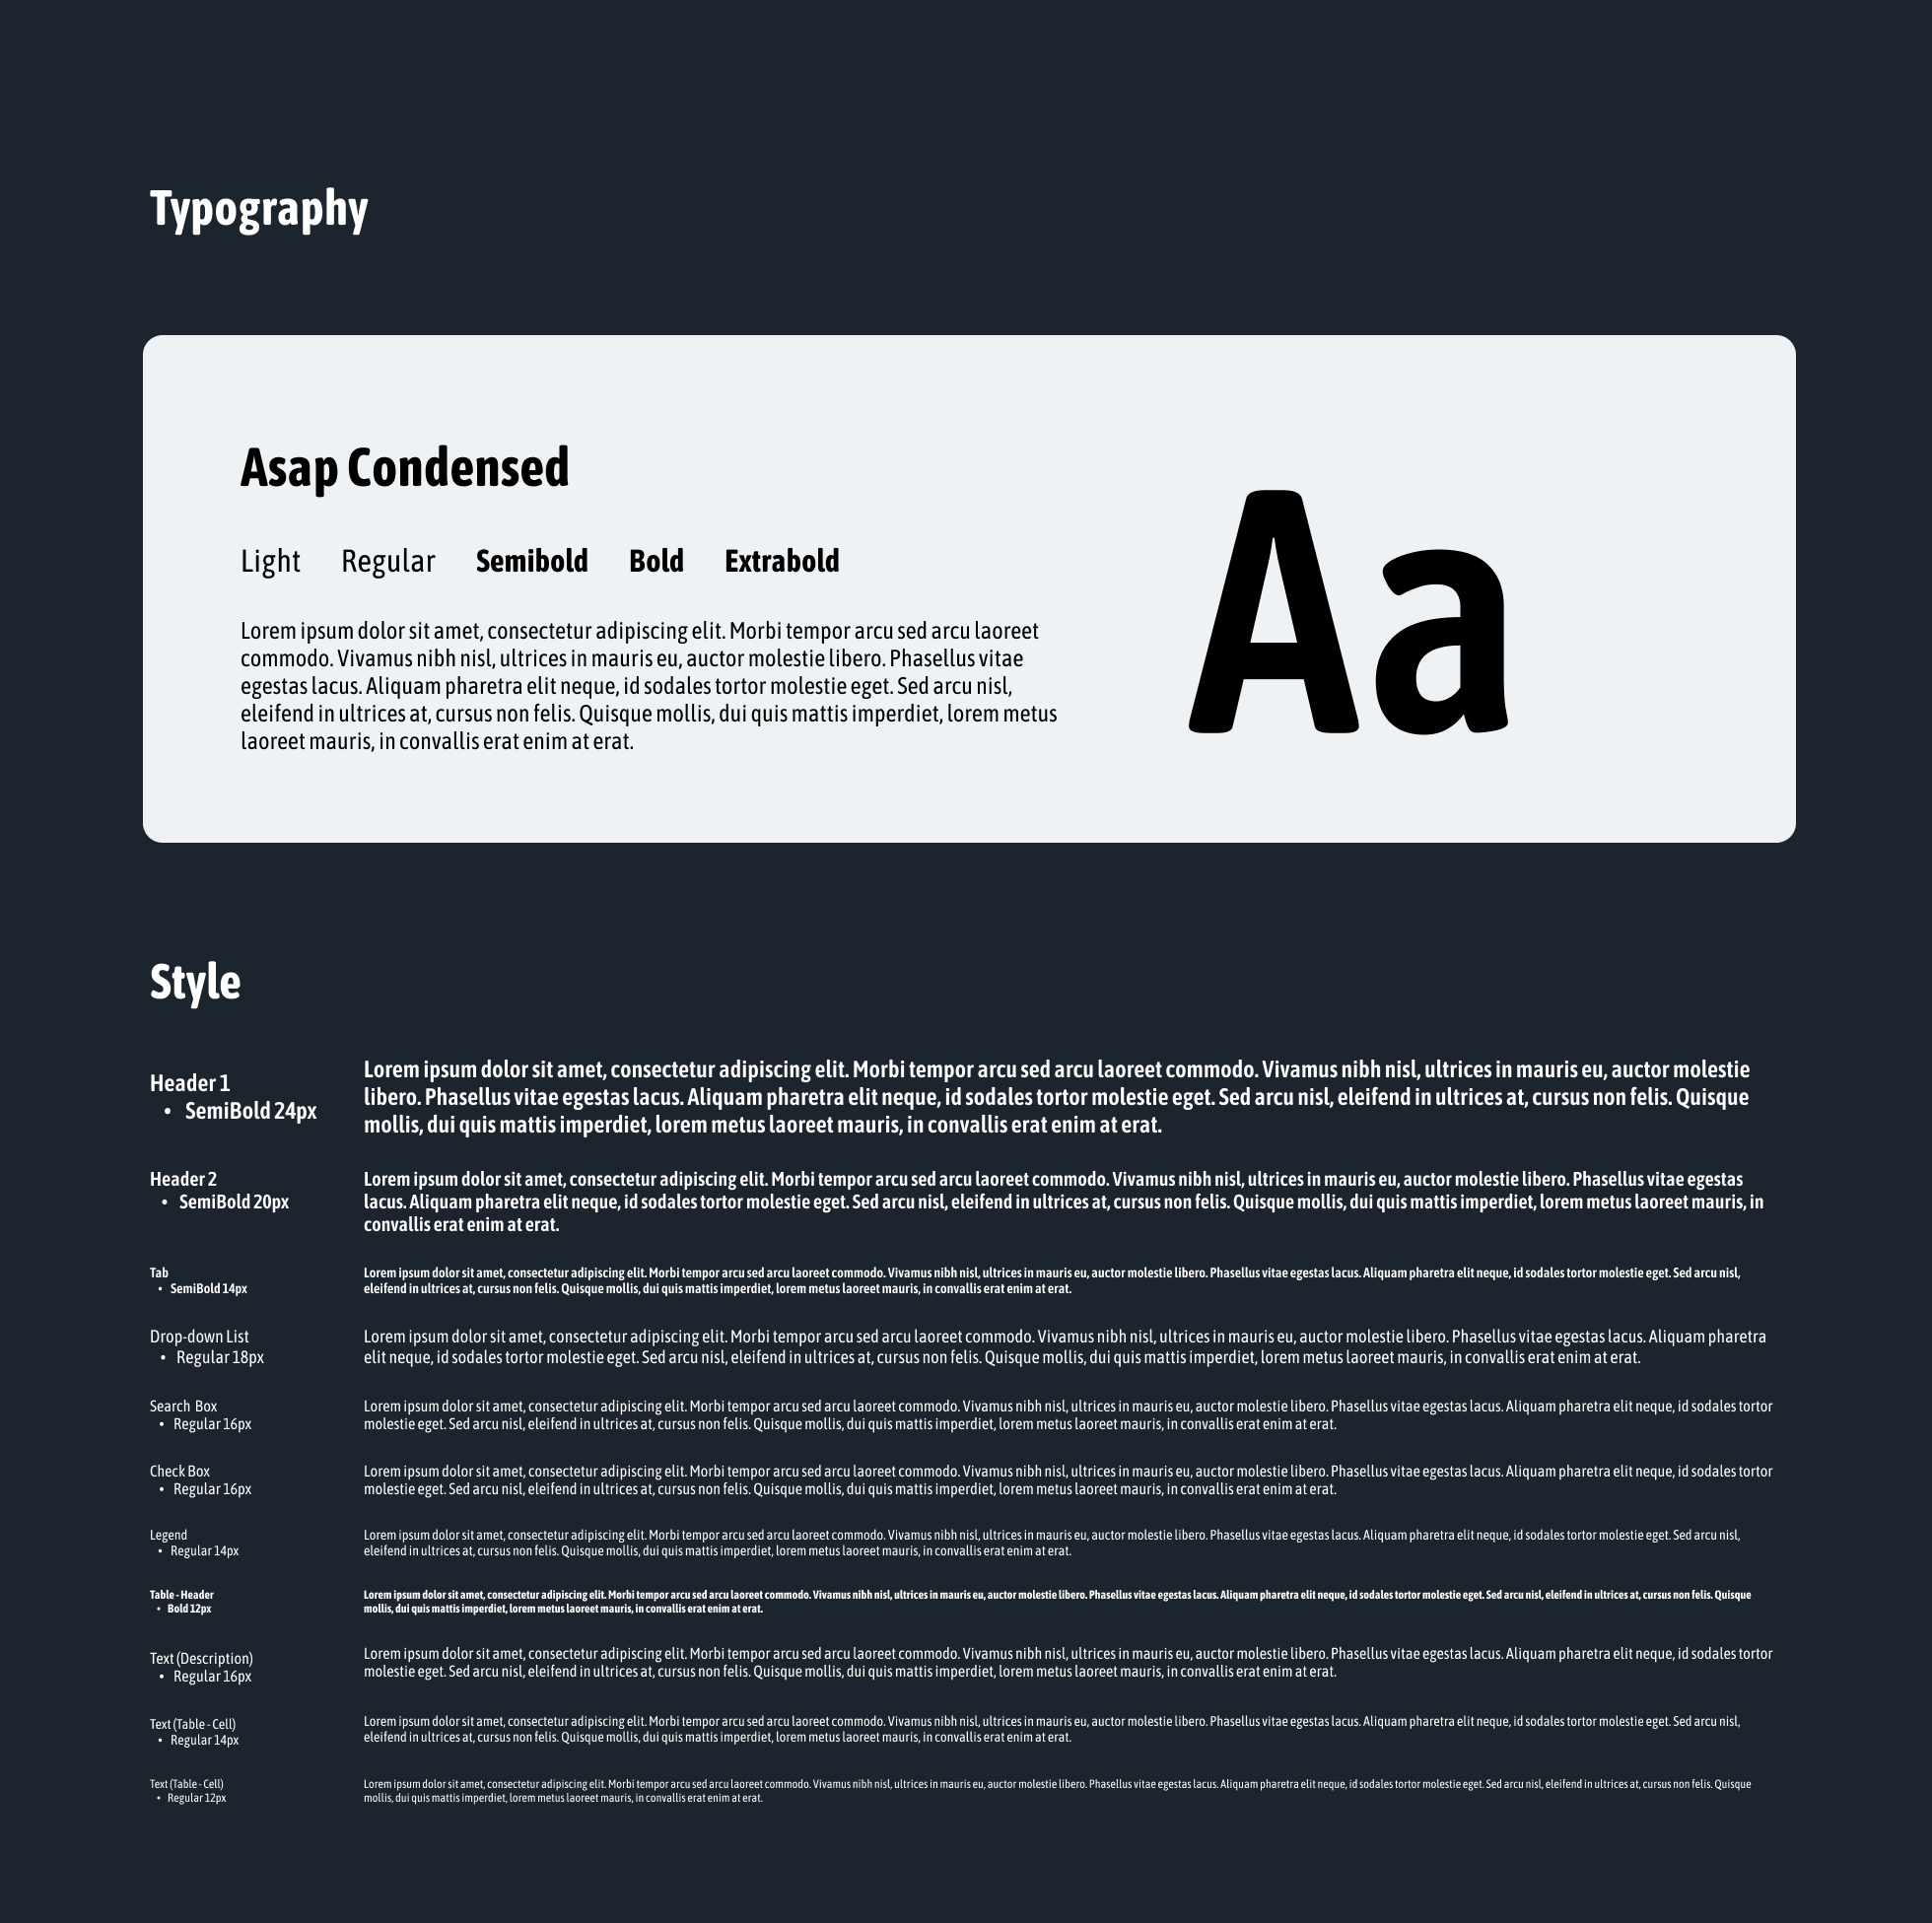 Typography
Asap Condensed
Light Regular Semibold Bold Extrabold
Lorem ipsum dolor sit amet, consectetur adipiscing elit. Morbi tempor arcu sed arcu laoreet
commodo. Vivamus nibh nisl, ultrices in mauris eu, auctor molestie libero. Phasellus vitae
egestas lacus. Aliquam pharetra elit neque, id sodales tortor molestie eget. Sed arcu nisl,
eleifend in ultrices at, cursus non felis. Quisque mollis, dui quis mattis imperdiet, lorem metus
laoreet mauris, in convallis erat enim at erat.
Aa
Style
Header 1
• SemiBold 24px
Lorem ipsum dolor sit amet, consectetur adipiscing elit. Morbi tempor arcu sed arcu laoreet commodo. Vivamus nibh nisl, ultrices in mauris eu, auctor molestie
libero. Phasellus vitae egestas lacus. Aliquam pharetra elit neque, id sodales tortor molestie eget. Sed arcu nisl, eleifend in ultrices at, cursus non felis. Quisque
mollis, dui quis mattis imperdiet, lorem metus laoreet mauris, in convallis erat enim at erat.
Header 2
• SemiBold 20px
Lorem ipsum dolor sit amet, consectetur adipiscing elit. Morbi tempor arcu sed arcu laoreet commodo. Vivamus nibh nisl, ultrices in mauris eu, auctor molestie libero. Phasellus vitae egestas
lacus. Aliquam pharetra elit neque, id sodales tortor molestie eget. Sed arcu nisl, eleifend in ultrices at, cursus non felis. Quisque mollis, dui quis mattis imperdiet, lorem metus laoreet mauris, in
convallis erat enim at erat.
Tab
• SemiBold 14px
Lorem ipsum dolor sit amet, consectetur adipiscing elit. Morbi tempor arcu sed arcu laoreet commodo. Vivamus nibh nisl, ultrices in mauris eu, auctor molestie libero. Phasellus vitae egestas lacus. Aliquam pharetra elit neque, id sodales tortor molestie eget. Sed arcu nisl,
eleifend in ultrices at, cursus non felis. Quisque mollis, dui quis mattis imperdiet, lorem metus laoreet mauris, in convallis erat enim at erat.
Drop-down List
• Regular 18px
Lorem ipsum dolor sit amet, consectetur adipiscing elit. Morbi tempor arcu sed arcu laoreet commodo. Vivamus nibh nisl, ultrices in mauris eu, auctor molestie libero. Phasellus vitae egestas lacus. Aliquam pharetra
elit neque, id sodales tortor molestie eget. Sed arcu nisl, eleifend in ultrices at, cursus non felis. Quisque mollis, dui quis mattis imperdiet, lorem metus laoreet mauris, in convallis erat enim at erat.
Search Box
• Regular 16px
Lorem ipsum dolor sit amet, consectetur adipiscing elit. Morbi tempor arcu sed arcu laoreet commodo. Vivamus nibh nisl, ultrices in mauris eu, auctor molestie libero. Phasellus vitae egestas lacus. Aliquam pharetra elit neque, id sodales tortor
molestie eget. Sed arcu nisl, eleifend in ultrices at, cursus non felis. Quisque mollis, dui quis mattis imperdiet, lorem metus laoreet mauris, in convallis erat enim at erat.
Check Box
• Regular 16px
Lorem ipsum dolor sit amet, consectetur adipiscing elit. Morbi tempor arcu sed arcu laoreet commodo. Vivamus nibh nisl, ultrices in mauris eu, auctor molestie libero. Phasellus vitae egestas lacus. Aliquam pharetra elit neque, id sodales tortor
molestie eget. Sed arcu nisl, eleifend in ultrices at, cursus non felis. Quisque mollis, dui quis mattis imperdiet, lorem metus laoreet mauris, in convallis erat enim at erat.
Legend
• Regular 14px
Lorem ipsum dolor sit amet, consectetur adipiscing elit. Morbi tempor arcu sed arcu laoreet commodo. Vivamus nibh nisl, ultrices in mauris eu, auctor molestie libero. Phasellus vitae egestas lacus. Aliquam pharetra elit neque, id sodales tortor molestie eget. Sed arcu nisl,
eleifend in ultrices at, cursus non felis. Quisque mollis, dui quis mattis imperdiet, lorem metus laoreet mauris, in convallis erat enim at erat.
Table - Header
• Bold 12px
Lorem ipsum dolor sit amet, consectetur adipiscing elit. Morbi tempor arcu sed arcu laoreet commodo. Vivamus nibh nisl, ultrices in mauris eu, auctor molestie libero. Phasellus vitae egestas lacus. Aliquam pharetra elit neque, id sodales tortor molestie eget. Sed arcu nisl, eleifend in ultrices at, cursus non felis. Quisque
mollis, dui quis mattis imperdiet, lorem metus laoreet mauris, in convallis erat enim at erat.
Text (Description)
• Regular 16px
Lorem ipsum dolor sit amet, consectetur adipiscing elit. Morbi tempor arcu sed arcu laoreet commodo. Vivamus nibh nisl, ultrices in mauris eu, auctor molestie libero. Phasellus vitae egestas lacus. Aliquam pharetra elit neque, id sodales tortor
molestie eget. Sed arcu nisl, eleifend in ultrices at, cursus non felis. Quisque mollis, dui quis mattis imperdiet, lorem metus laoreet mauris, in convallis erat enim at erat.
Text (Table - Cell)
• Regular 14px
Lorem ipsum dolor sit amet, consectetur adipiscing elit. Morbi tempor arcu sed arcu laoreet commodo. Vivamus nibh nisl, ultrices in mauris eu, auctor molestie libero. Phasellus vitae egestas lacus. Aliquam pharetra elit neque, id sodales tortor molestie eget. Sed arcu nisl,
eleifend in ultrices at, cursus non felis. Quisque mollis, dui quis mattis imperdiet, lorem metus laoreet mauris, in convallis erat enim at erat.
Text (Table - Cell)
• Regular 12px
Lorem ipsum dolor sit amet, consectetur adipiscing elit. Morbi tempor arcu sed arcu laoreet commodo. Vivamus nibh nisl, ultrices in mauris eu, auctor molestie libero. Phasellus vitae egestas lacus. Aliquam pharetra elit neque, id sodales tortor molestie eget. Sed arcu nisl, eleifend in ultrices at, cursus non felis. Quisque
mollis, dui quis mattis imperdiet, lorem metus laoreet mauris, in convallis erat enim at erat.